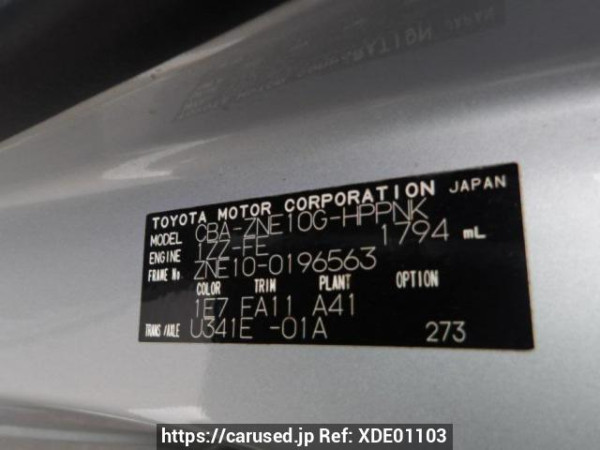 TOYOTA MOTOR CORPORATION JAPAN
MODEL CBA-ZNE10G-HPPNK
ENGINE 1ZZ-FE 1794 mL
FRAME No ZNE10-0196563
COLOR TRIM PLANT OPTION
1E7 FA11 A41
TRANS/AXLE U341E -01A 273
https://carused.jp Ref: XDE01103